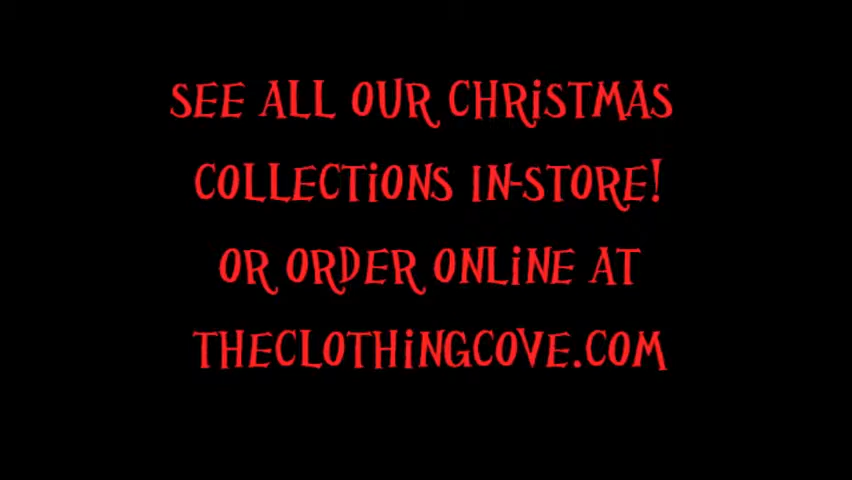 SEE ALL OUR CHRiSTMAS
COLLECTiONS IN-STORE!
OR ORDER ONLiNE AT
THECLOTHiNGCOVE.COM